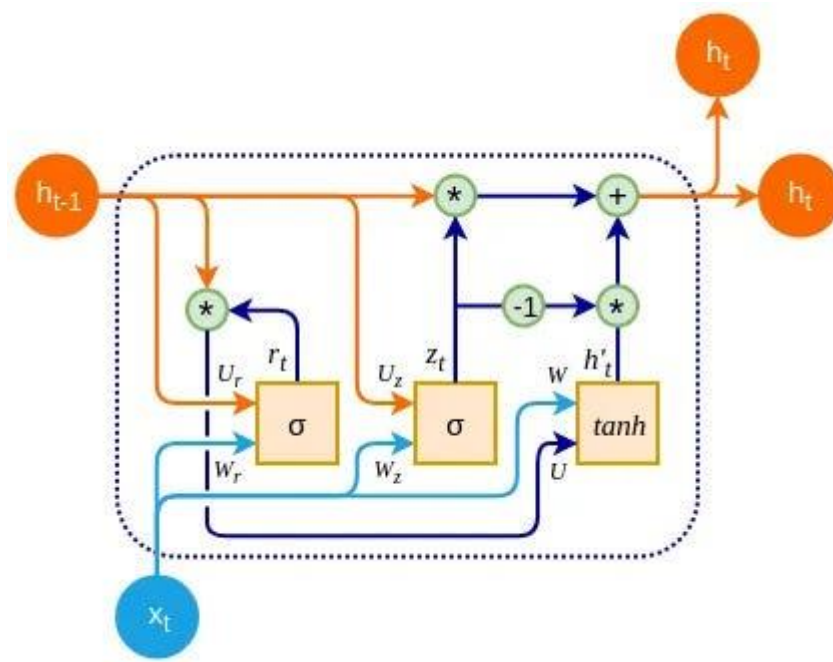 h_t
h_{t-1} * + h_t
* -1 *
r_t z_t h'_t
U_r U_z W
σ σ tanh
W_r W_z U
x_t